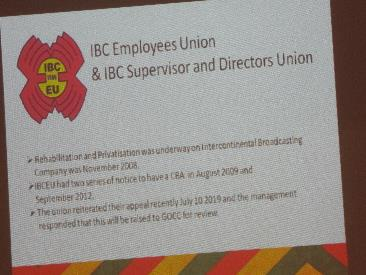 IBC
EU
IBC Employees Union
& IBC Supervisor and Directors Union
➤ Rehabilitation and Privatisation was underway on Intercontinental Broadcasting
Company was November 2008.
➤ IBCEU had two series of notice to have a CBA in August 2009 and
September 2012.
➤ The union reiterated their appeal recently July 10 2019 and the management
responded that this will be raised to GOCC for review.